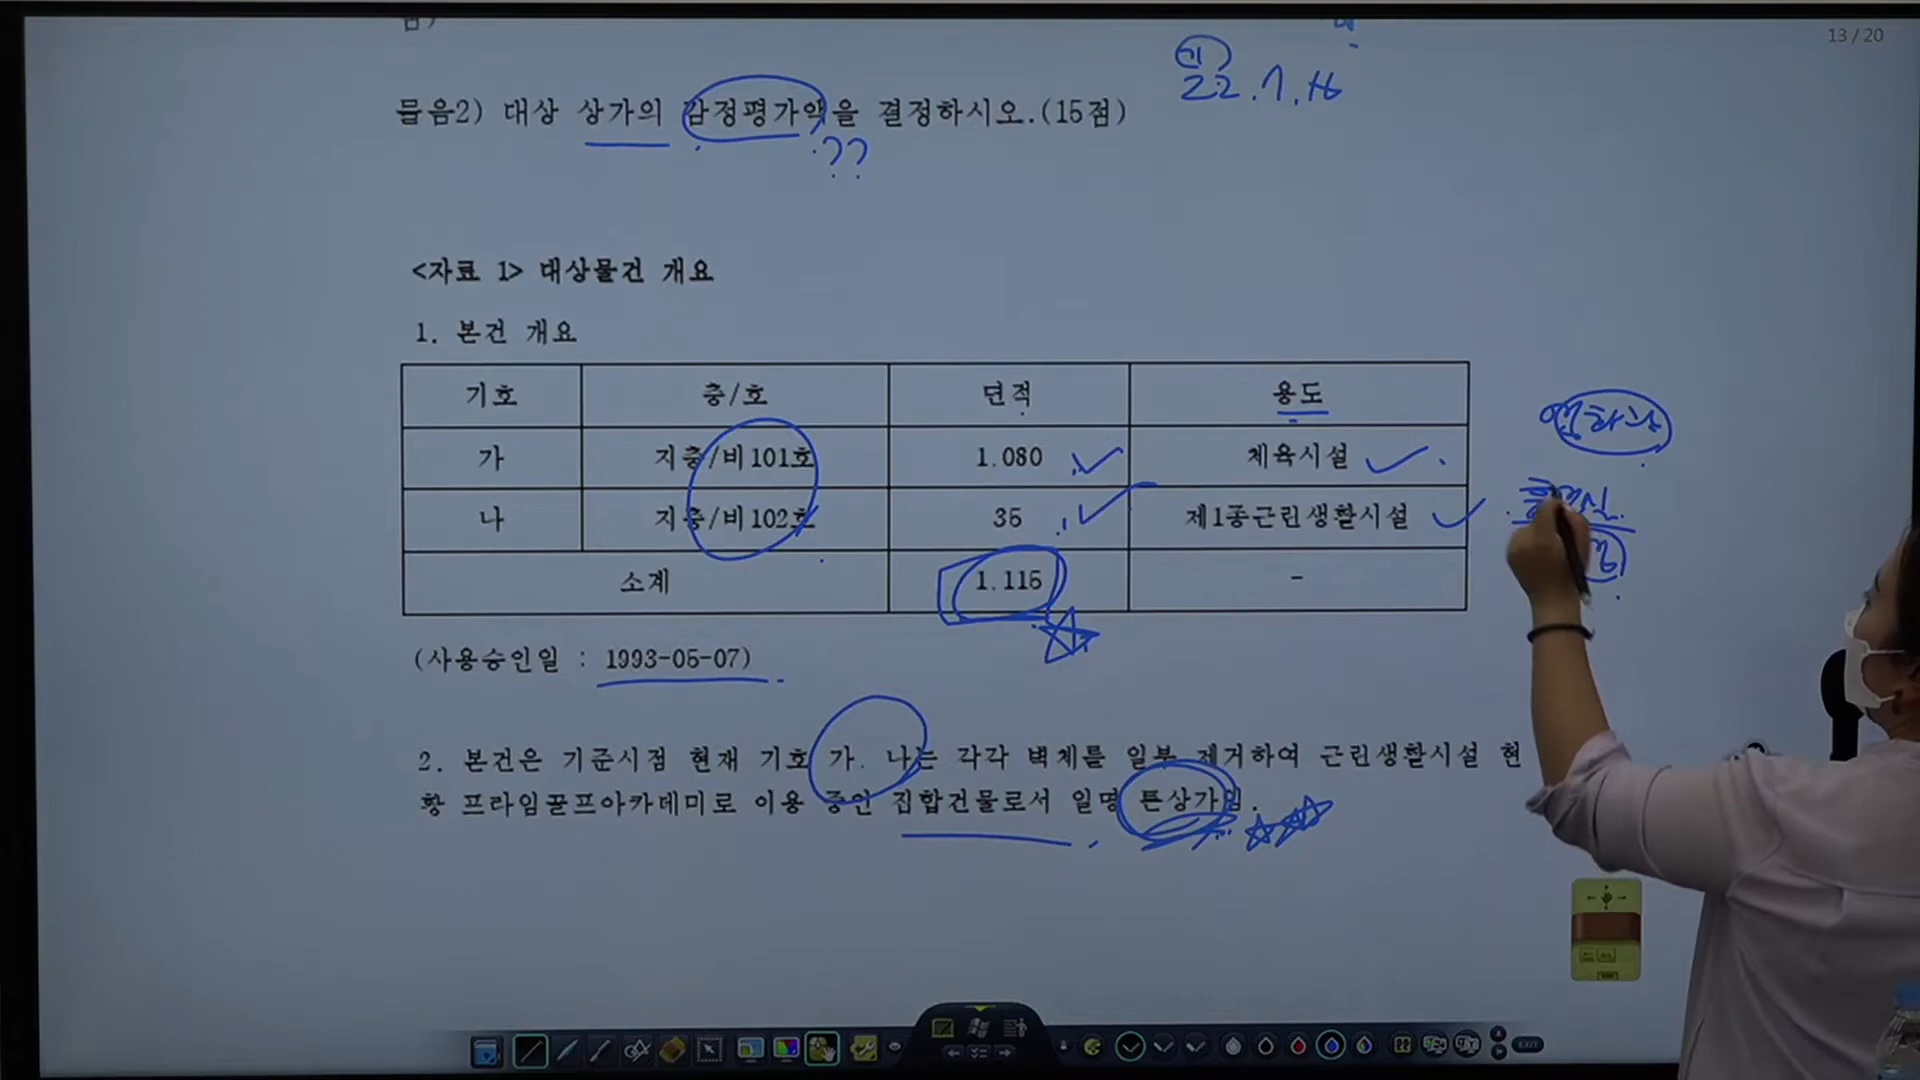 13 / 20
22.7.16
물음2) 대상 상가의 감정평가액을 결정하시오.(15점)
??
<자료 1> 대상물건 개요
1. 본건 개요
기호 층/호 면적 용도
가 지층/비101호 1.080 체육시설
나 지층/비102호 35 제1종근린생활시설
소계 1.115 -
(사용승인일 : 1993-05-07)
2. 본건은 기준시점 현재 기호 가. 나는 각각 벽체를 일부 제거하여 근린생활시설 현
황 프라임골프아카데미로 이용 중인 집합건물로서 일명 튼상가임.
EXIT